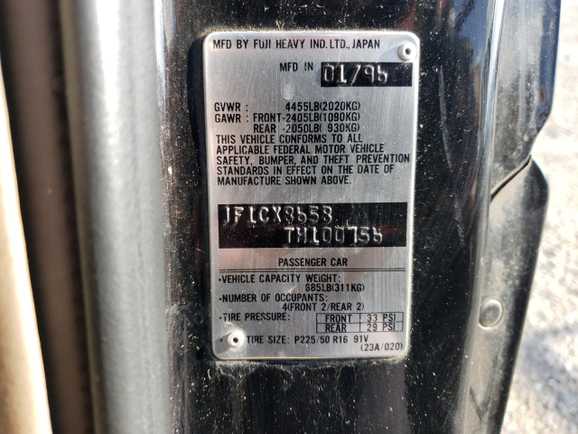 MFD BY FUJI HEAVY IND.LTD.,JAPAN
MFD IN 01/96
GVWR : 4455LB(2020KG)
GAWR : FRONT-2405LB(1090KG)
REAR -2050LB( 930KG)
THIS VEHICLE CONFORMS TO ALL
APPLICABLE FEDERAL MOTOR VEHICLE
SAFETY, BUMPER, AND THEFT PREVENTION
STANDARDS IN EFFECT ON THE DATE OF
MANUFACTURE SHOWN ABOVE.
JF1CX8658
TH100756
PASSENGER CAR
·VEHICLE CAPACITY WEIGHT:
685LB(311KG)
·NUMBER OF OCCUPANTS:
4(FRONT 2/REAR 2)
·TIRE PRESSURE: FRONT : 33 PSI
REAR : 29 PSI
TIRE SIZE: P225/50 R16 91V
(23A/020)